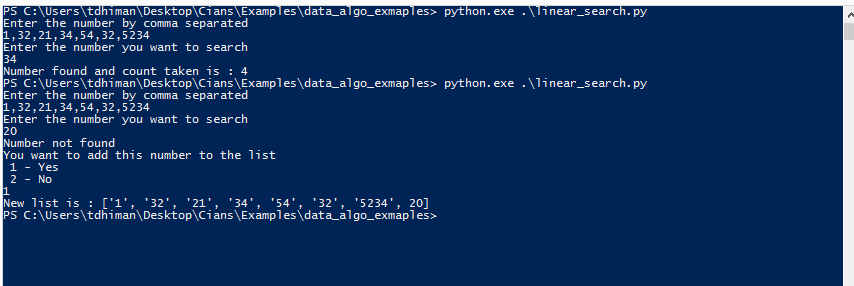 PS C:\Users\tdhiman\Desktop\Cians\Examples\data_algo_exmaples> python.exe .\linear_search.py
Enter the number by comma separated
1,32,21,34,54,32,5234
Enter the number you want to search
34
Number found and count taken is : 4
PS C:\Users\tdhiman\Desktop\Cians\Examples\data_algo_exmaples> python.exe .\linear_search.py
Enter the number by comma separated
1,32,21,34,54,32,5234
Enter the number you want to search
20
Number not found
You want to add this number to the list
 1 - Yes
 2 - No
1
New list is : ['1', '32', '21', '34', '54', '32', '5234', 20]
PS C:\Users\tdhiman\Desktop\Cians\Examples\data_algo_exmaples>